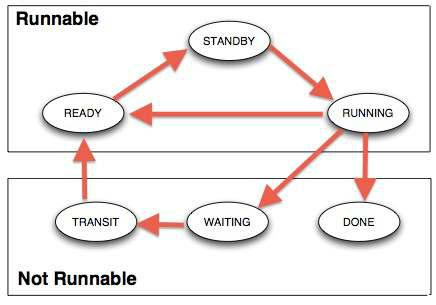 Runnable
STANDBY
READY
RUNNING
TRANSIT
WAITING
DONE
Not Runnable